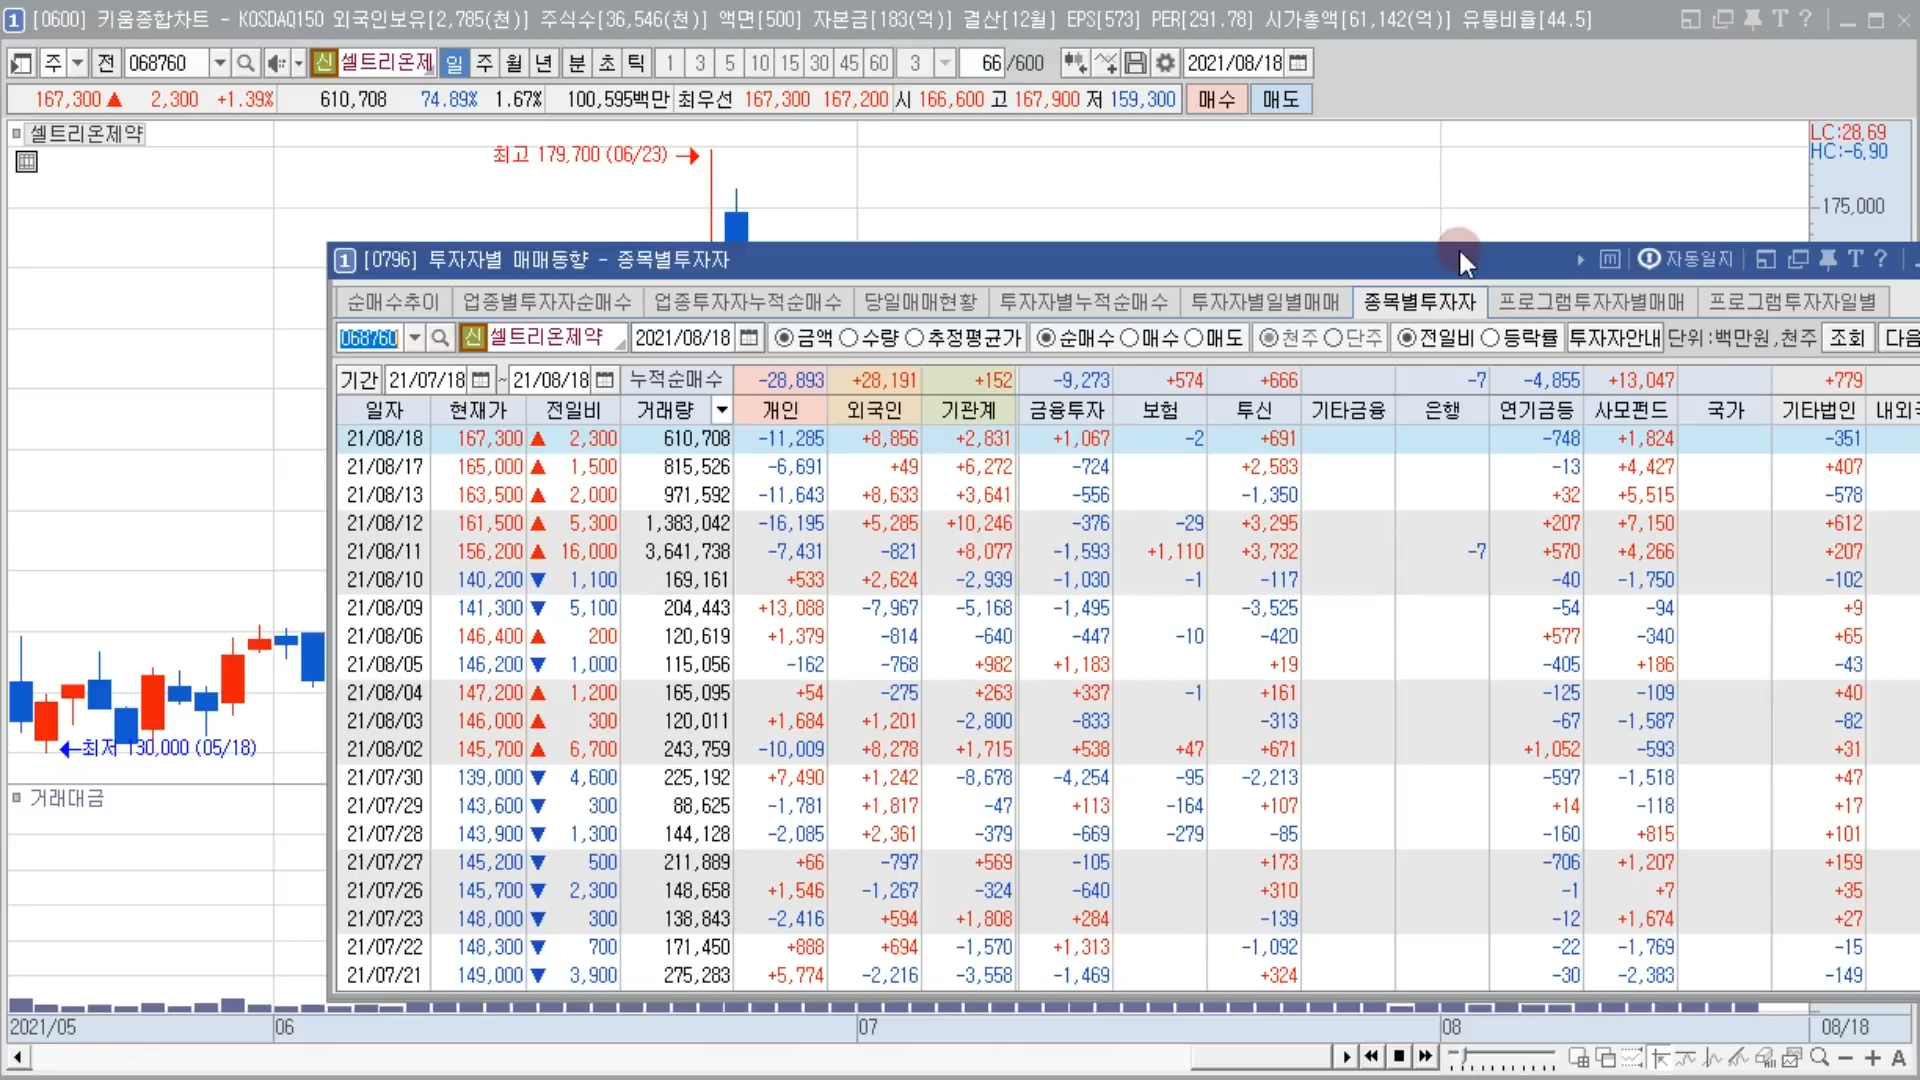 1 [0600] 키움종합차트 - KOSDAQ150 외국인보유[2,785(천)] 주식수[36,546(천)] 액면[500] 자본금[183(억)] 결산[12월] EPS[573] PER[291.78] 시가총액[61,142(억)] 유통비율[44.5] T ?
주 전 068760 신 셀트리온제 일 주 월 년 분 초 틱 1 3 5 10 15 30 45 60 3 66 /600 2021/08/18
167,300 ▲ 2,300 +1.39% 610,708 74.89% 1.67% 100,595백만 최우선 167,300 167,200 시 166,600 고 167,900 저 159,300 매수 매도
셀트리온제약
LC:28,69
HC:-6,90
최고 179,700 (06/23) →
175,000
1 [0796] 투자자별 매매동향 - 종목별투자자 m 자동일지 T ?
순매수추이 업종별투자자순매수 업종투자자누적순매수 당일매매현황 투자자별누적순매수 투자자별일별매매 종목별투자자 프로그램투자자별매매 프로그램투자자일별
068760 신 셀트리온제약 2021/08/18 금액 수량 추정평균가 순매수 매수 매도 천주 단주 전일비 등락률 투자자안내 단위:백만원,천주 조회 다음
기간 21/07/18 ~ 21/08/18 누적순매수 -28,893 +28,191 +152 -9,273 +574 +666 -7 -4,855 +13,047 +779
일자 현재가 전일비 거래량 개인 외국인 기관계 금융투자 보험 투신 기타금융 은행 연기금등 사모펀드 국가 기타법인 내외국
21/08/18 167,300 ▲ 2,300 610,708 -11,285 +8,856 +2,831 +1,067 -2 +691 -748 +1,824 -351
21/08/17 165,000 ▲ 1,500 815,526 -6,691 +49 +6,272 -724 +2,583 -13 +4,427 +407
21/08/13 163,500 ▲ 2,000 971,592 -11,643 +8,633 +3,641 -556 -1,350 +32 +5,515 -578
21/08/12 161,500 ▲ 5,300 1,383,042 -16,195 +5,285 +10,246 -376 -29 +3,295 +207 +7,150 +612
21/08/11 156,200 ▲ 16,000 3,641,738 -7,431 -821 +8,077 -1,593 +1,110 +3,732 -7 +570 +4,266 +207
21/08/10 140,200 ▼ 1,100 169,161 +533 +2,624 -2,939 -1,030 -1 -117 -40 -1,750 -102
21/08/09 141,300 ▼ 5,100 204,443 +13,088 -7,967 -5,168 -1,495 -3,525 -54 -94 +9
21/08/06 146,400 ▲ 200 120,619 +1,379 -814 -640 -447 -10 -420 +577 -340 +65
21/08/05 146,200 ▼ 1,000 115,056 -162 -768 +982 +1,183 +19 -405 +186 -43
21/08/04 147,200 ▲ 1,200 165,095 +54 -275 +263 +337 -1 +161 -125 -109 +40
21/08/03 146,000 ▲ 300 120,011 +1,684 +1,201 -2,800 -833 -313 -67 -1,587 -82
21/08/02 145,700 ▲ 6,700 243,759 -10,009 +8,278 +1,715 +538 +47 +671 +1,052 -593 +31
21/07/30 139,000 ▼ 4,600 225,192 +7,490 +1,242 -8,678 -4,254 -95 -2,213 -597 -1,518 +47
21/07/29 143,600 ▼ 300 88,625 -1,781 +1,817 -47 +113 -164 +107 +14 -118 +17
21/07/28 143,900 ▼ 1,300 144,128 -2,085 +2,361 -379 -669 -279 -85 -160 +815 +101
21/07/27 145,200 ▼ 500 211,889 +66 -797 +569 -105 +173 -706 +1,207 +159
21/07/26 145,700 ▼ 2,300 148,658 +1,546 -1,267 -324 -640 +310 -1 +7 +35
21/07/23 148,000 ▼ 300 138,843 -2,416 +594 +1,808 +284 -139 -12 +1,674 +27
21/07/22 148,300 ▼ 700 171,450 +888 +694 -1,570 +1,313 -1,092 -22 -1,769 -15
21/07/21 149,000 ▼ 3,900 275,283 +5,774 -2,216 -3,558 -1,469 +324 -30 -2,383 -149
←최저 130,000 (05/18)
거래대금
2021/05 06 07 08 08/18
A